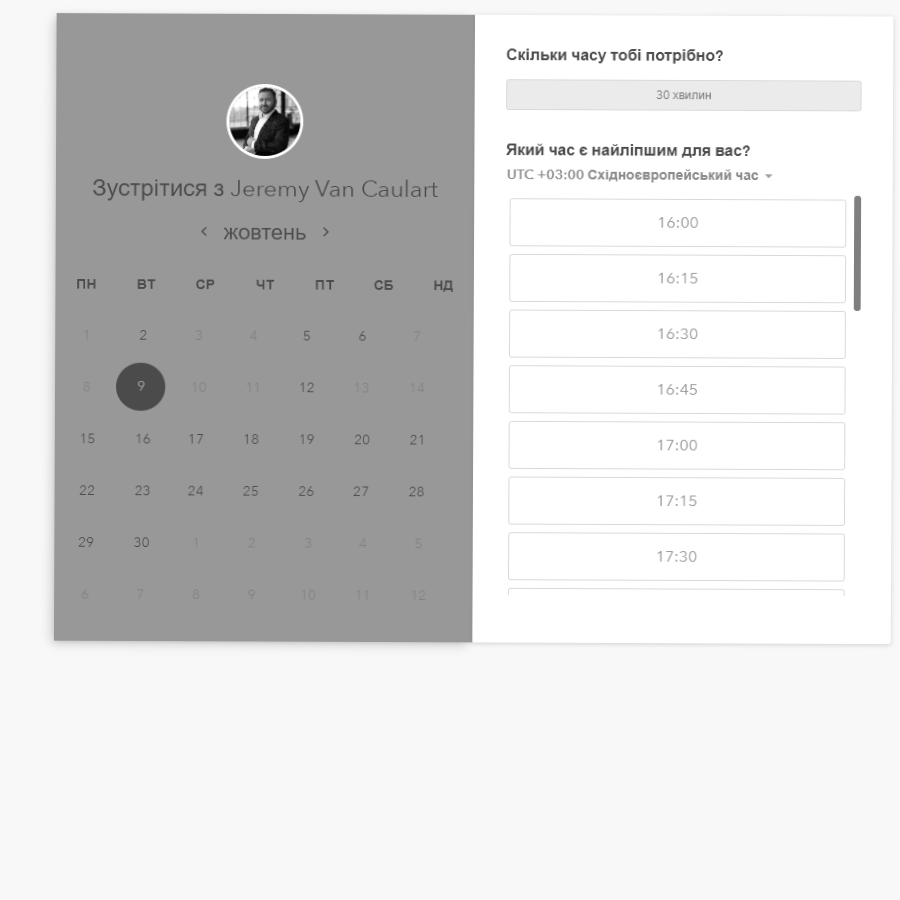 Зустрітися з Jeremy Van Caulart
жовтень
ПН ВТ СР ЧТ ПТ СБ НД
1 2 3 4 5 6 7
8 9 10 11 12 13 14
15 16 17 18 19 20 21
22 23 24 25 26 27 28
29 30 1 2 3 4 5
6 7 8 9 10 11 12
Скільки часу тобі потрібно?
30 хвилин
Який час є найліпшим для вас?
UTC +03:00 Східноєвропейський час
16:00
16:15
16:30
16:45
17:00
17:15
17:30